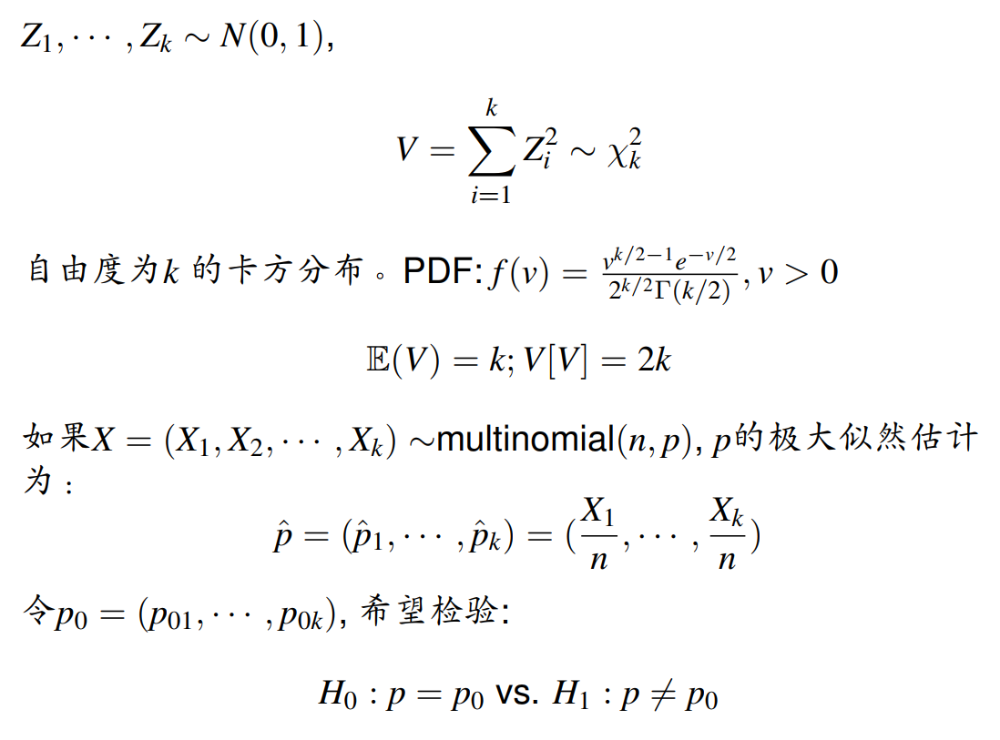 $Z_1, \cdots, Z_k \sim N(0,1)$,
$$V = \sum_{i=1}^{k} Z_i^2 \sim \chi_k^2$$
自由度为$k$ 的卡方分布。PDF: $f(v) = \frac{v^{k/2-1}e^{-v/2}}{2^{k/2}\Gamma(k/2)}, v > 0$
$$\mathbb{E}(V) = k; V[V] = 2k$$
如果$X = (X_1, X_2, \cdots, X_k)$ ∼multinomial$(n, p)$, $p$的极大似然估计
为：
$$\hat{p} = (\hat{p}_1, \cdots, \hat{p}_k) = (\frac{X_1}{n}, \cdots, \frac{X_k}{n})$$
令$p_0 = (p_{01}, \cdots, p_{0k})$, 希望检验:
$$H_0 : p = p_0 \text{ vs. } H_1 : p \neq p_0$$